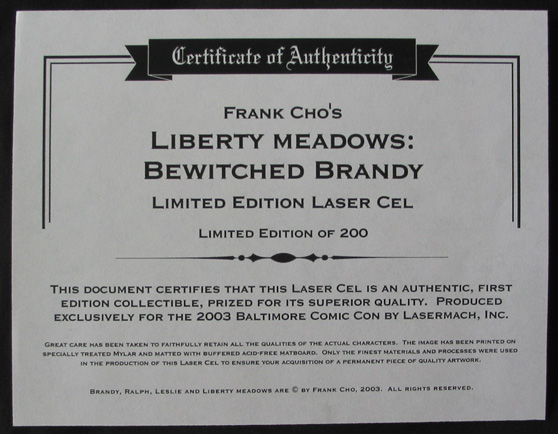 Certificate of Authenticity
FRANK CHO'S
LIBERTY MEADOWS:
BEWITCHED BRANDY
LIMITED EDITION LASER CEL
LIMITED EDITION OF 200
THIS DOCUMENT CERTIFIES THAT THIS LASER CEL IS AN AUTHENTIC, FIRST
EDITION COLLECTIBLE, PRIZED FOR ITS SUPERIOR QUALITY. PRODUCED
EXCLUSIVELY FOR THE 2003 BALTIMORE COMIC CON BY LASERMACH, INC.
GREAT CARE HAS BEEN TAKEN TO FAITHFULLY RETAIN ALL THE QUALITIES OF THE ACTUAL CHARACTERS. THE IMAGE HAS BEEN PRINTED ON
SPECIALLY TREATED MYLAR AND MATTED WITH BUFFERED ACID-FREE MATBOARD. ONLY THE FINEST MATERIALS AND PROCESSES WERE USED
IN THE PRODUCTION OF THIS LASER CEL TO ENSURE YOUR ACQUISITION OF A PERMANENT PIECE OF QUALITY ARTWORK.
BRANDY, RALPH, LESLIE AND LIBERTY MEADOWS ARE © BY FRANK CHO, 2003. ALL RIGHTS RESERVED.